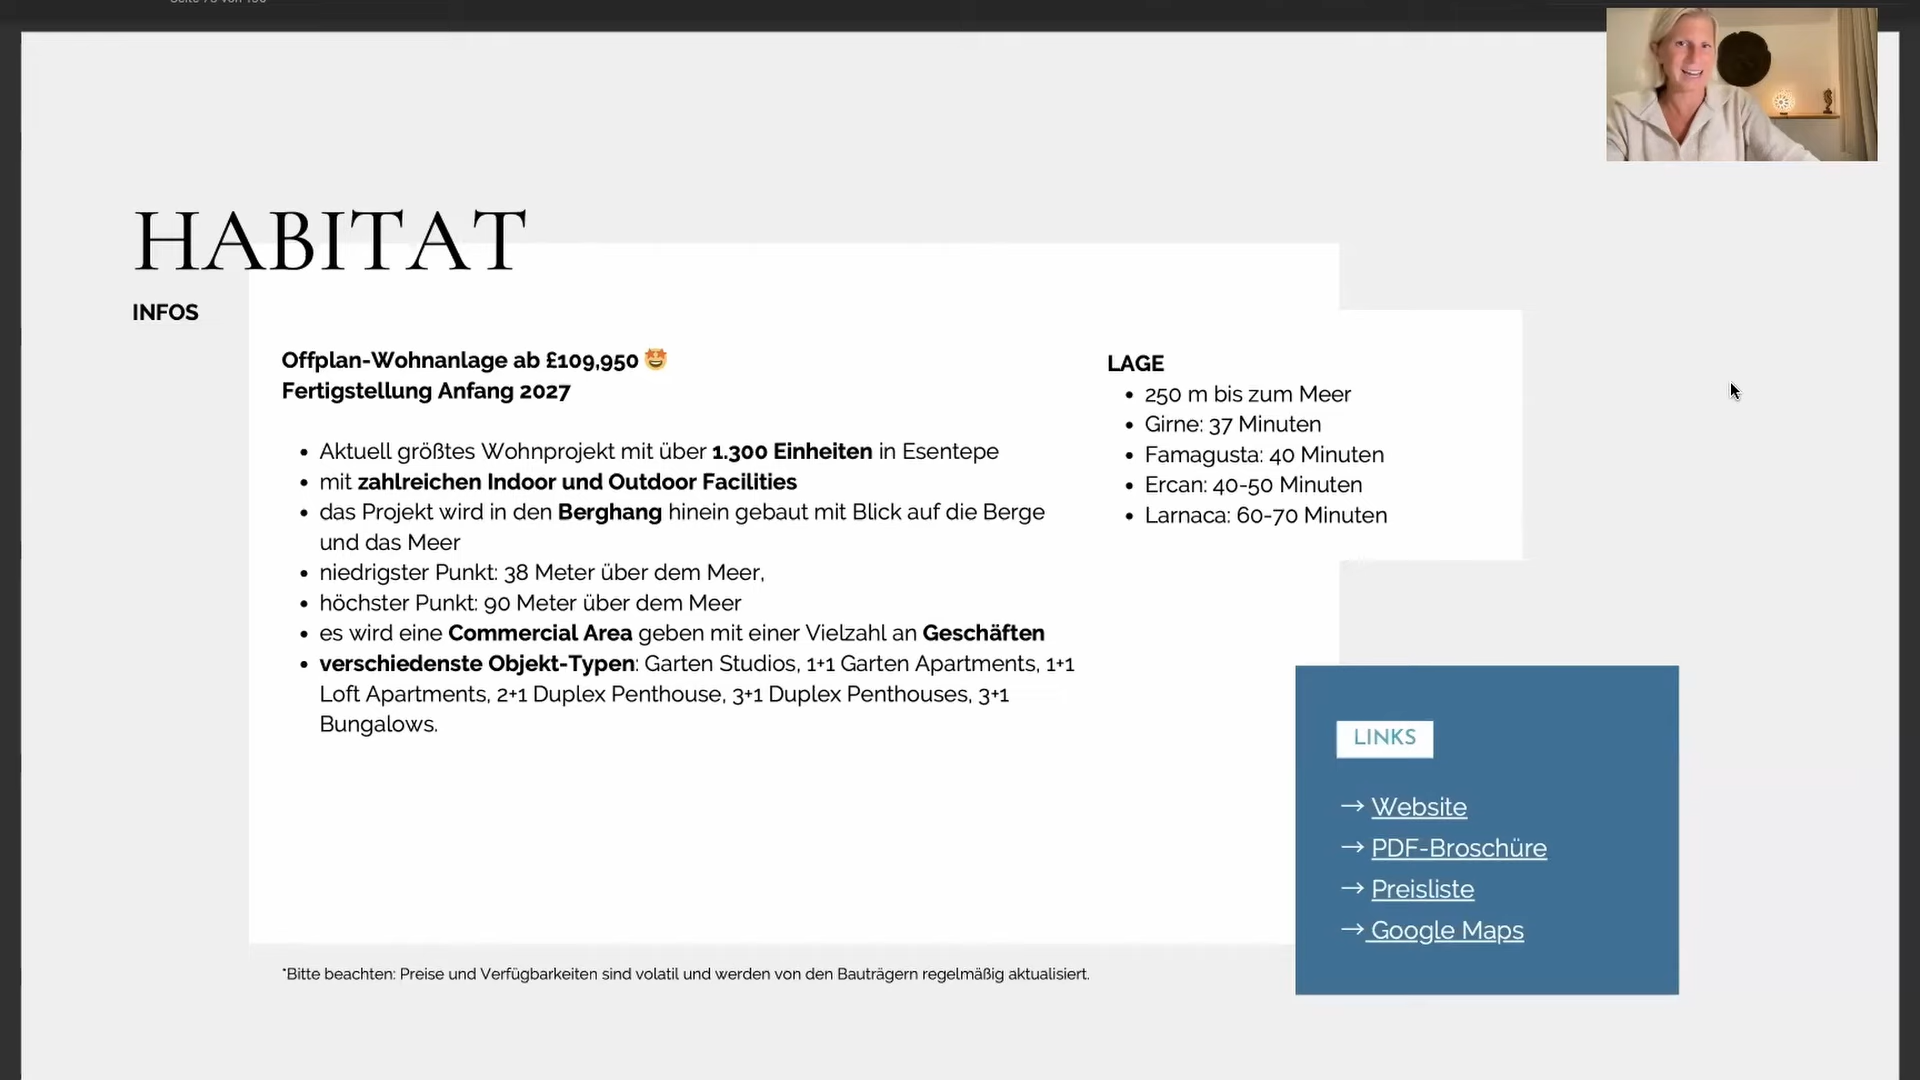 HABITAT
INFOS
Offplan-Wohnanlage ab £109,950 🤩
Fertigstellung Anfang 2027
• Aktuell größtes Wohnprojekt mit über 1.300 Einheiten in Esentepe
• mit zahlreichen Indoor und Outdoor Facilities
• das Projekt wird in den Berghang hinein gebaut mit Blick auf die Berge
und das Meer
• niedrigster Punkt: 38 Meter über dem Meer,
• höchster Punkt: 90 Meter über dem Meer
• es wird eine Commercial Area geben mit einer Vielzahl an Geschäften
• verschiedenste Objekt-Typen: Garten Studios, 1+1 Garten Apartments, 1+1
Loft Apartments, 2+1 Duplex Penthouse, 3+1 Duplex Penthouses, 3+1
Bungalows.
LAGE
• 250 m bis zum Meer
• Girne: 37 Minuten
• Famagusta: 40 Minuten
• Ercan: 40-50 Minuten
• Larnaca: 60-70 Minuten
LINKS
→ Website
→ PDF-Broschüre
→ Preisliste
→ Google Maps
*Bitte beachten: Preise und Verfügbarkeiten sind volatil und werden von den Bauträgern regelmäßig aktualisiert.